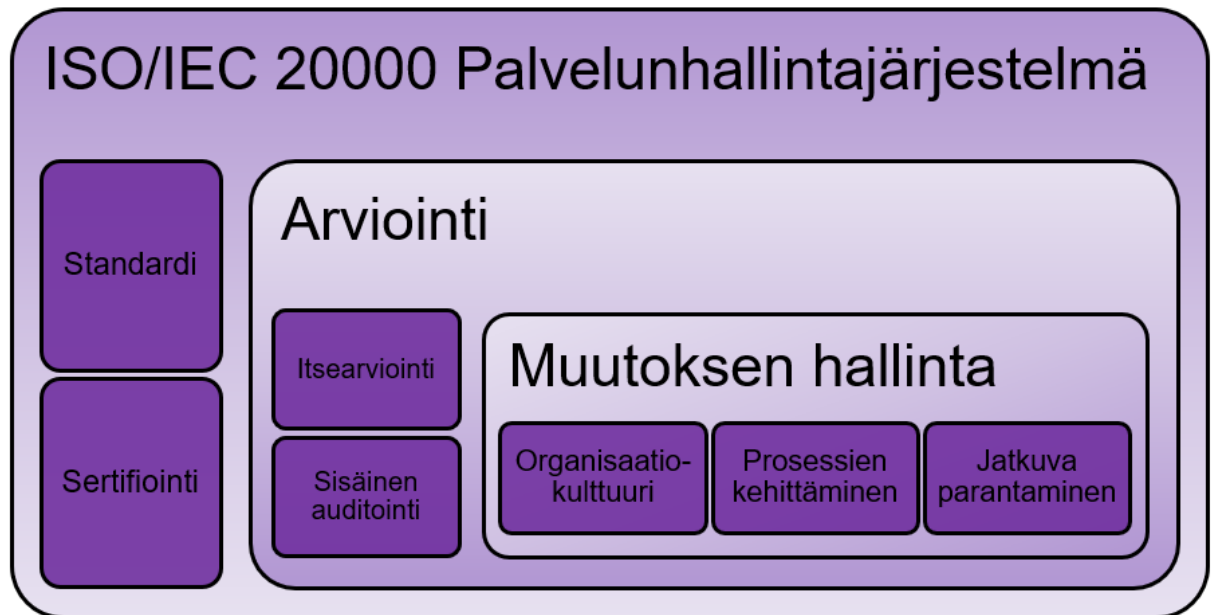 ISO/IEC 20000 Palvelunhallintajärjestelmä
Standardi
Sertifiointi
Arviointi
Itsearviointi
Sisäinen
auditointi
Muutoksen hallinta
Organisaatio-
kulttuuri
Prosessien
kehittäminen
Jatkuva
parantaminen